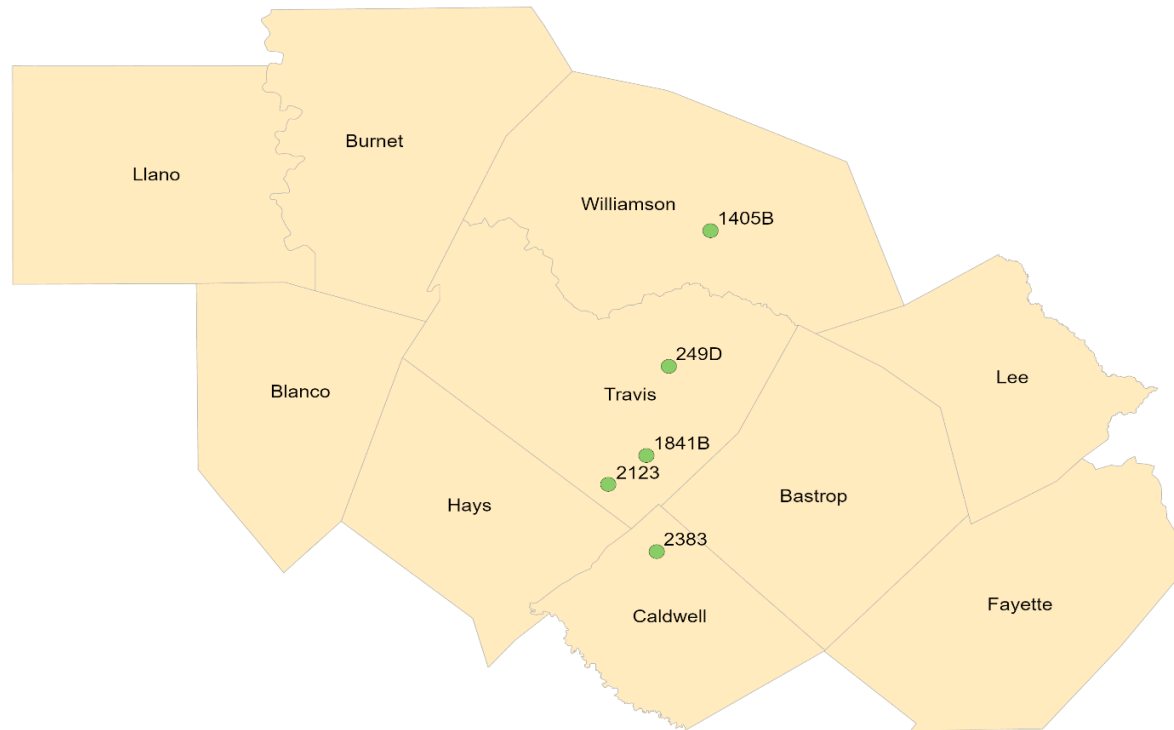 Burnet
Llano
Williamson
1405B
249D
Lee
Blanco
Travis
1841B
2123
Hays
Bastrop
2383
Fayette
Caldwell